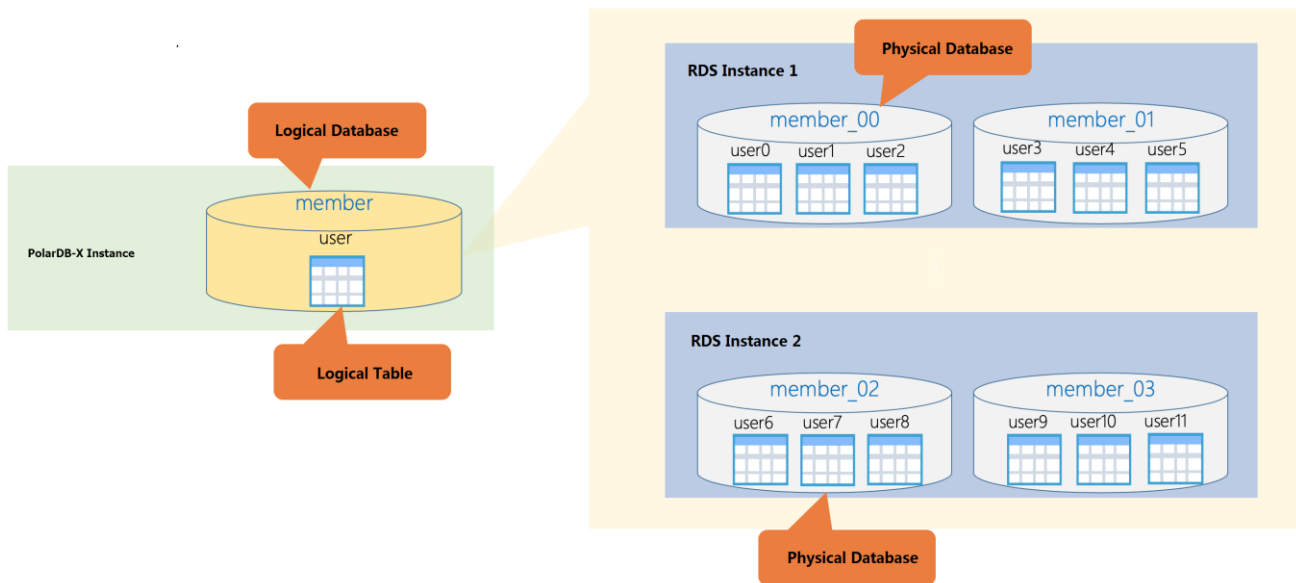 Physical Database
RDS Instance 1
Logical Database
member_00
member_01
user0 user1 user2
user3 user4 user5
member
user
PolarDB-X Instance
RDS Instance 2
Logical Table
member_02
member_03
user6 user7 user8
user9 user10 user11
Physical Database